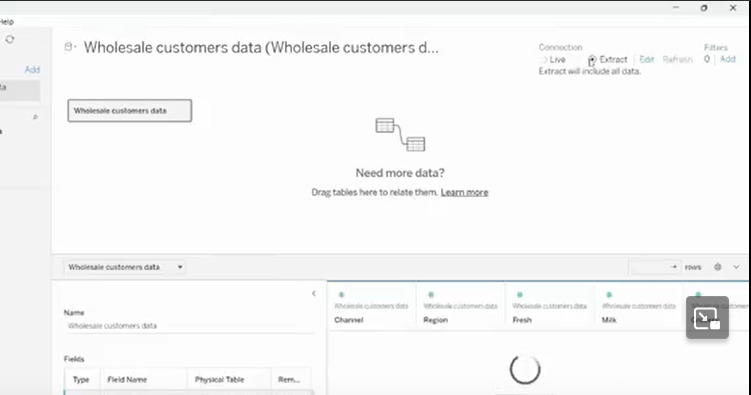 Help
Wholesale customers data (Wholesale customers d...
Connection
Live Extract Edit Refresh
Extract will include all data.
Filters
0 Add
Add
ta
Wholesale customers data
Need more data?
Drag tables here to relate them. Learn more
Wholesale customers data
rows
Name
Wholesale customers data
Fields
Type Field Name Physical Table Rem...
Wholesale customers data
Channel
Wholesale customers data
Region
Wholesale customers data
Fresh
Wholesale customers data
Milk